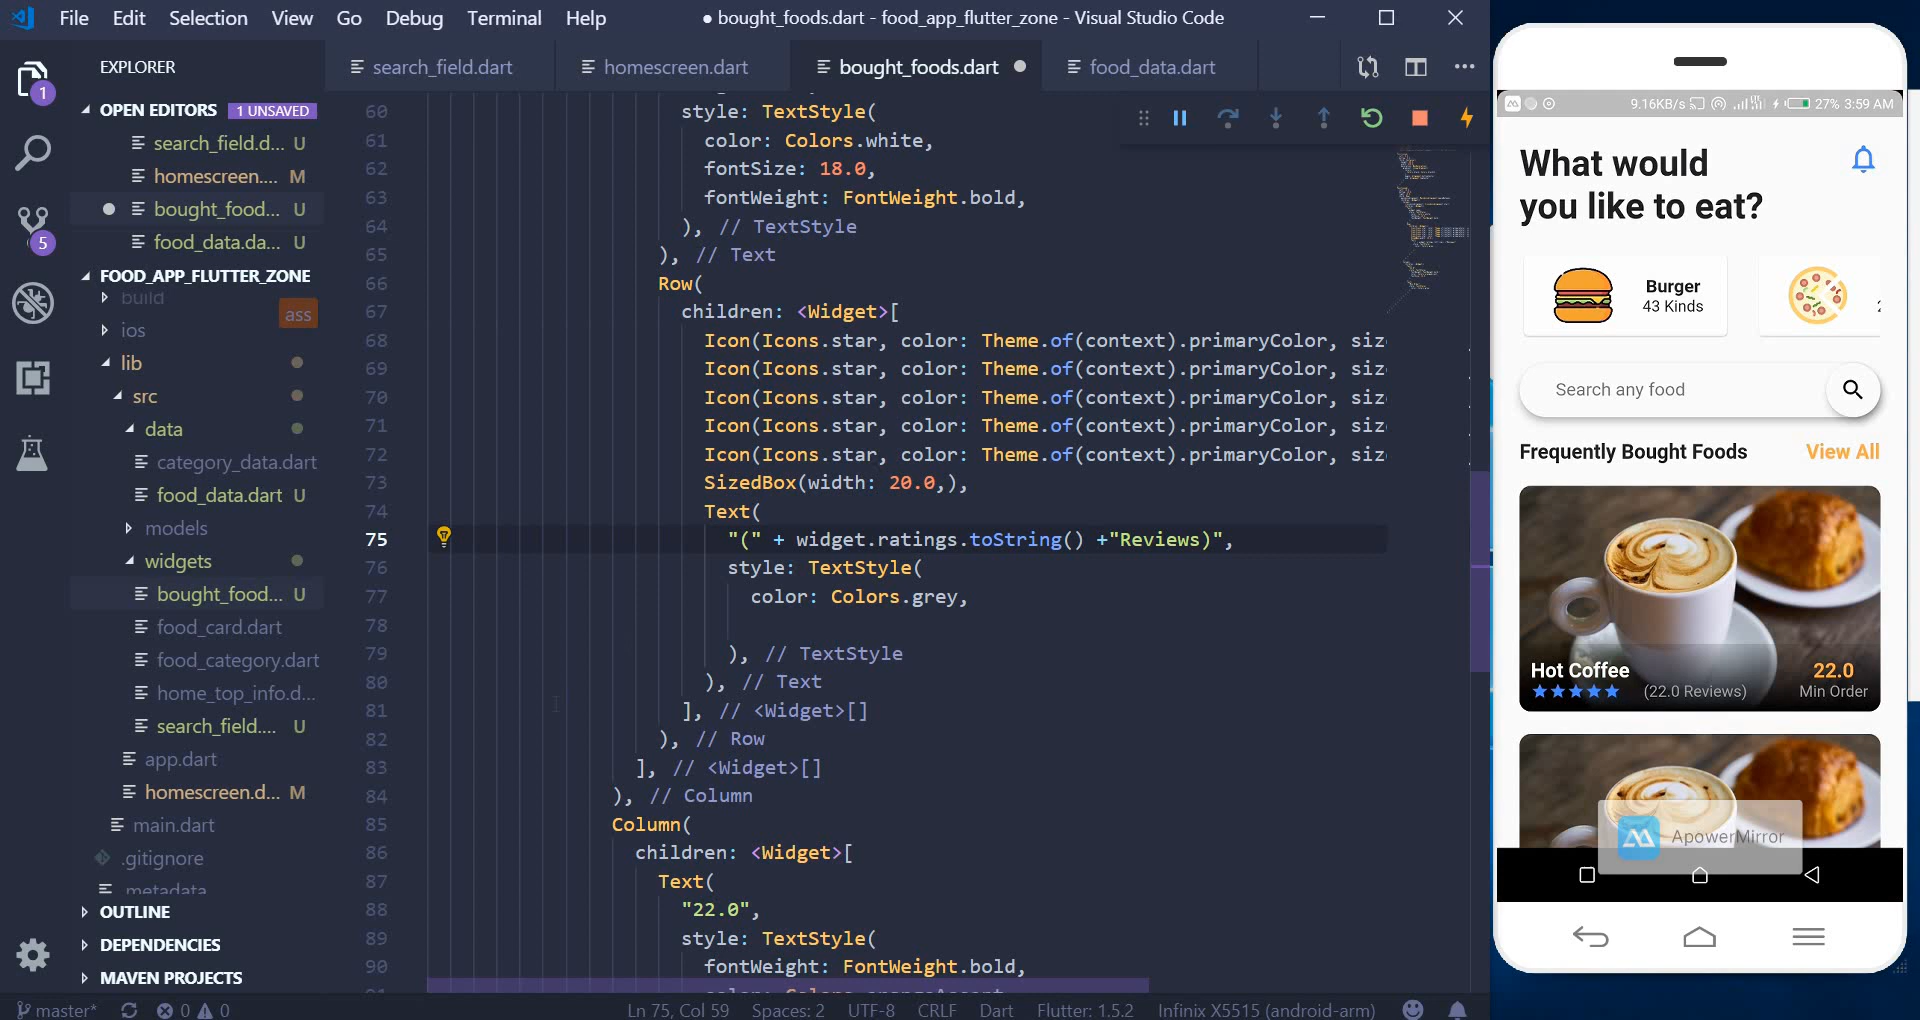 File Edit Selection View Go Debug Terminal Help
● bought_foods.dart - food_app_flutter_zone - Visual Studio Code
EXPLORER
OPEN EDITORS 1 UNSAVED
search_field.d... U
homescreen.... M
bought_food... U
food_data.da... U
FOOD_APP_FLUTTER_ZONE
build
ass
ios
lib
src
data
category_data.dart
food_data.dart U
models
widgets
bought_food... U
food_card.dart
food_category.dart
home_top_info.d...
search_field.... U
app.dart
homescreen.d... M
main.dart
.gitignore
.metadata
OUTLINE
DEPENDENCIES
MAVEN PROJECTS
1
5
search_field.dart homescreen.dart bought_foods.dart food_data.dart
60 style: TextStyle(
61 color: Colors.white,
62 fontSize: 18.0,
63 fontWeight: FontWeight.bold,
64 ), // TextStyle
65 ), // Text
66 Row(
67 children: <Widget>[
68 Icon(Icons.star, color: Theme.of(context).primaryColor, siz
69 Icon(Icons.star, color: Theme.of(context).primaryColor, siz
70 Icon(Icons.star, color: Theme.of(context).primaryColor, siz
71 Icon(Icons.star, color: Theme.of(context).primaryColor, siz
72 Icon(Icons.star, color: Theme.of(context).primaryColor, siz
73 SizedBox(width: 20.0,),
74 Text(
75 "(" + widget.ratings.toString() +"Reviews)",
76 style: TextStyle(
77 color: Colors.grey,
78
79 ), // TextStyle
80 ), // Text
81 ], // <Widget>[]
82 ), // Row
83 ], // <Widget>[]
84 ), // Column
85 Column(
86 children: <Widget>[
87 Text(
88 "22.0",
89 style: TextStyle(
90 fontWeight: FontWeight.bold,
master* 0 0 Ln 75, Col 59 Spaces: 2 UTF-8 CRLF Dart Flutter: 1.5.2 Infinix X5515 (android-arm)
9.16KB/s 27% 3:59 AM
What would
you like to eat?
Burger
43 Kinds
Search any food
Frequently Bought Foods View All
Hot Coffee 22.0
(22.0 Reviews) Min Order
ApowerMirror